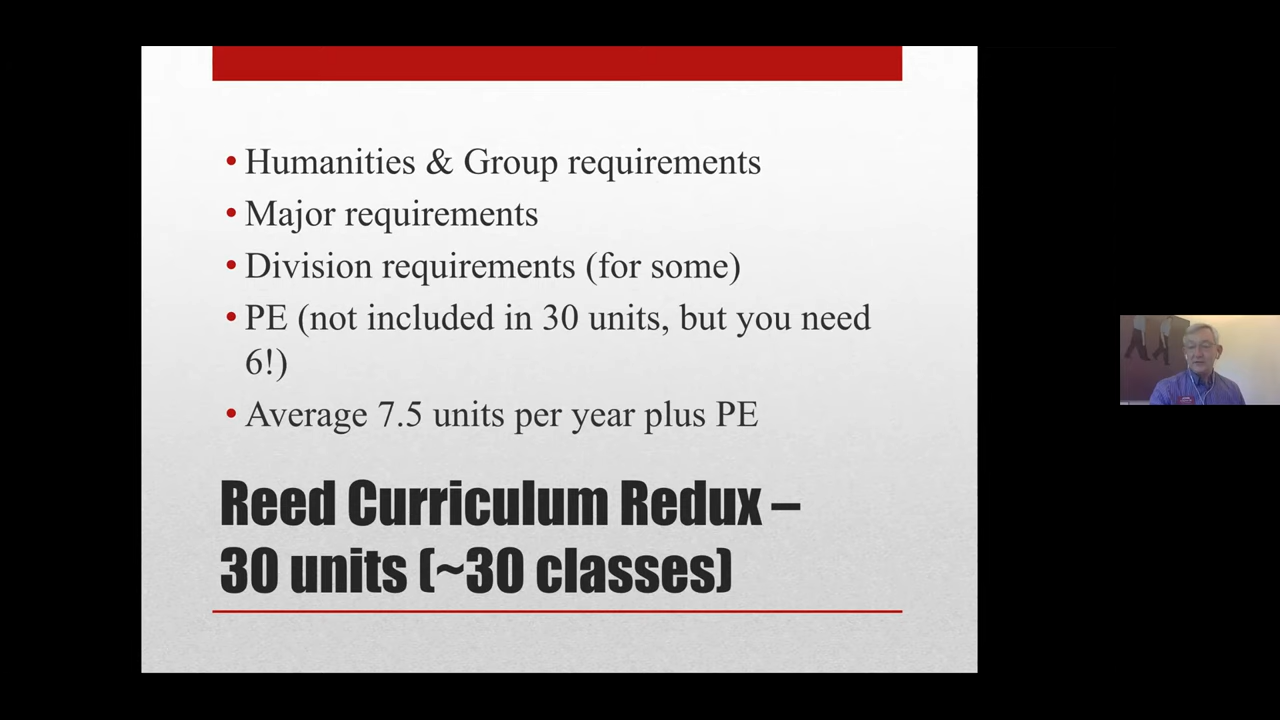 • Humanities & Group requirements
• Major requirements
• Division requirements (for some)
• PE (not included in 30 units, but you need
6!)
• Average 7.5 units per year plus PE
Reed Curriculum Redux –
30 units (~30 classes)